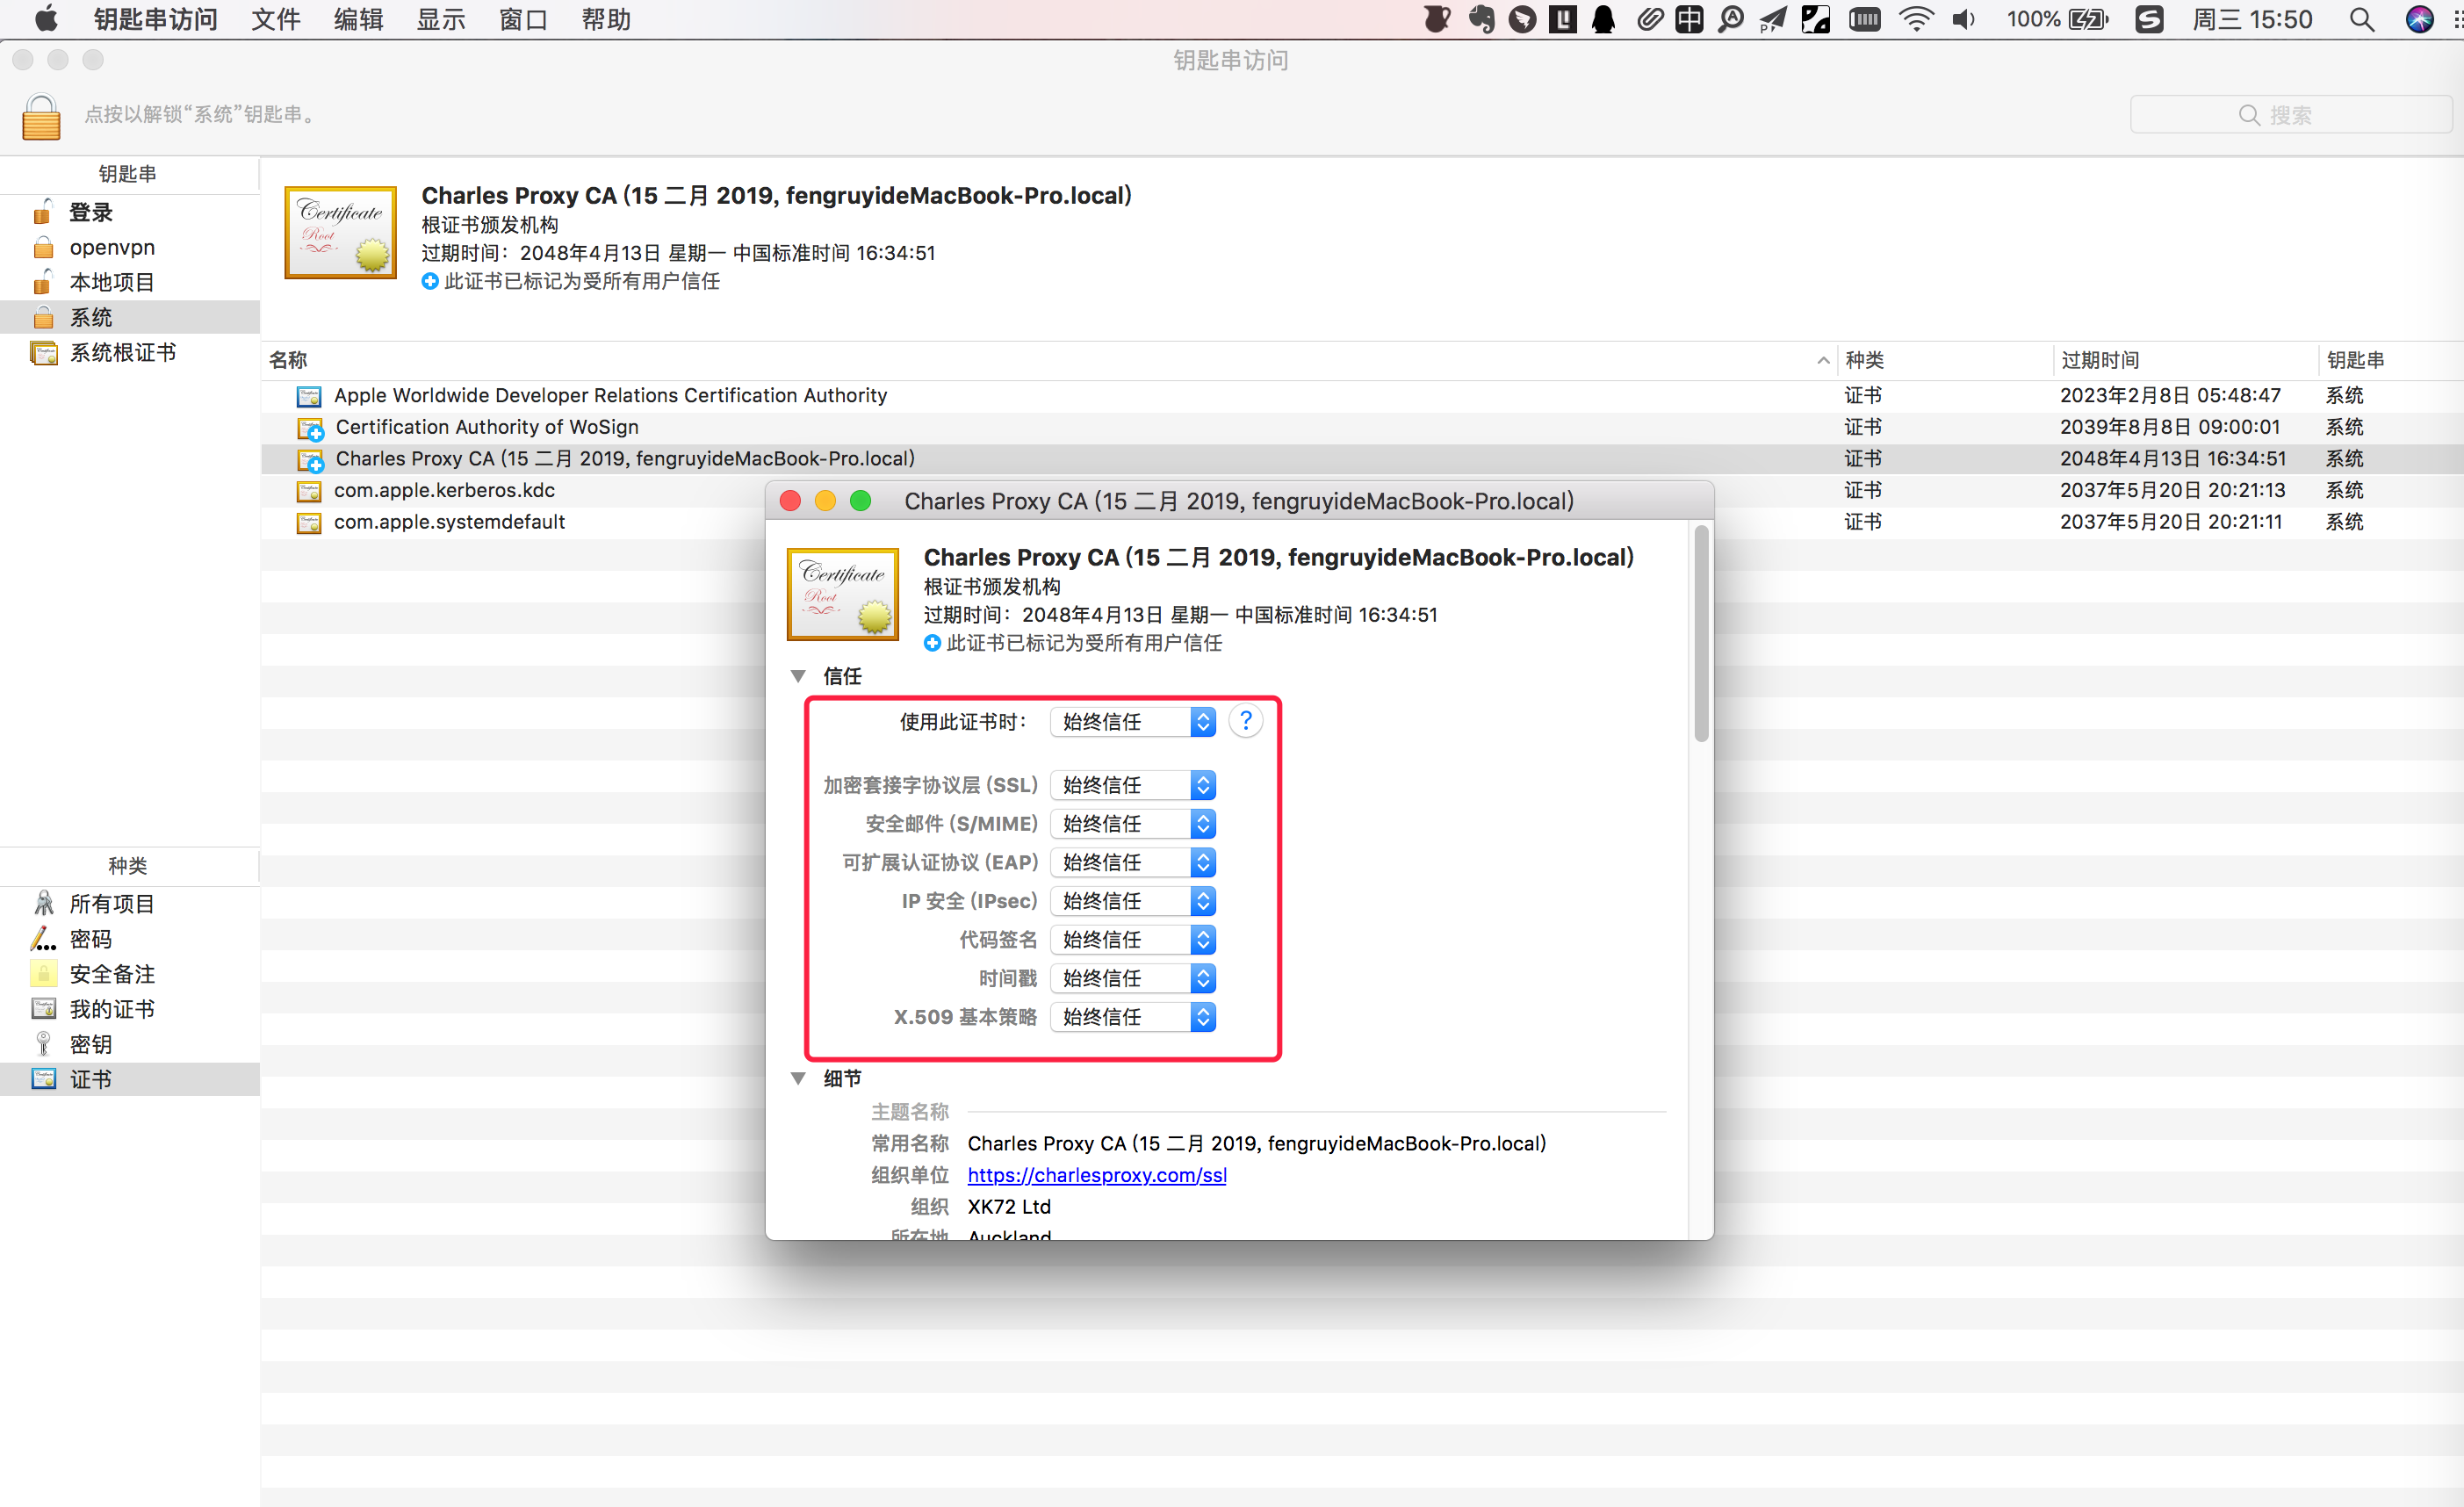 钥匙串访问 文件 编辑 显示 窗口 帮助 中 100% 周三 15:50
钥匙串访问
点按以解锁“系统”钥匙串。
搜索
钥匙串
登录
openvpn
本地项目
系统
系统根证书
Charles Proxy CA (15 二月 2019, fengruyideMacBook-Pro.local)
根证书颁发机构
过期时间：2048年4月13日 星期一 中国标准时间 16:34:51
此证书已标记为受所有用户信任
名称 种类 过期时间 钥匙串
Apple Worldwide Developer Relations Certification Authority 证书 2023年2月8日 05:48:47 系统
Certification Authority of WoSign 证书 2039年8月8日 09:00:01 系统
Charles Proxy CA (15 二月 2019, fengruyideMacBook-Pro.local) 证书 2048年4月13日 16:34:51 系统
com.apple.kerberos.kdc 证书 2037年5月20日 20:21:13 系统
com.apple.systemdefault 证书 2037年5月20日 20:21:11 系统
Charles Proxy CA (15 二月 2019, fengruyideMacBook-Pro.local)
Certificate
Root
Charles Proxy CA (15 二月 2019, fengruyideMacBook-Pro.local)
根证书颁发机构
过期时间：2048年4月13日 星期一 中国标准时间 16:34:51
此证书已标记为受所有用户信任
信任
使用此证书时： 始终信任 ?
加密套接字协议层 (SSL) 始终信任
安全邮件 (S/MIME) 始终信任
可扩展认证协议 (EAP) 始终信任
IP 安全 (IPsec) 始终信任
代码签名 始终信任
时间戳 始终信任
X.509 基本策略 始终信任
细节
主题名称
常用名称 Charles Proxy CA (15 二月 2019, fengruyideMacBook-Pro.local)
组织单位 https://charlesproxy.com/ssl
组织 XK72 Ltd
所在地 Auckland
种类
所有项目
密码
安全备注
我的证书
密钥
证书